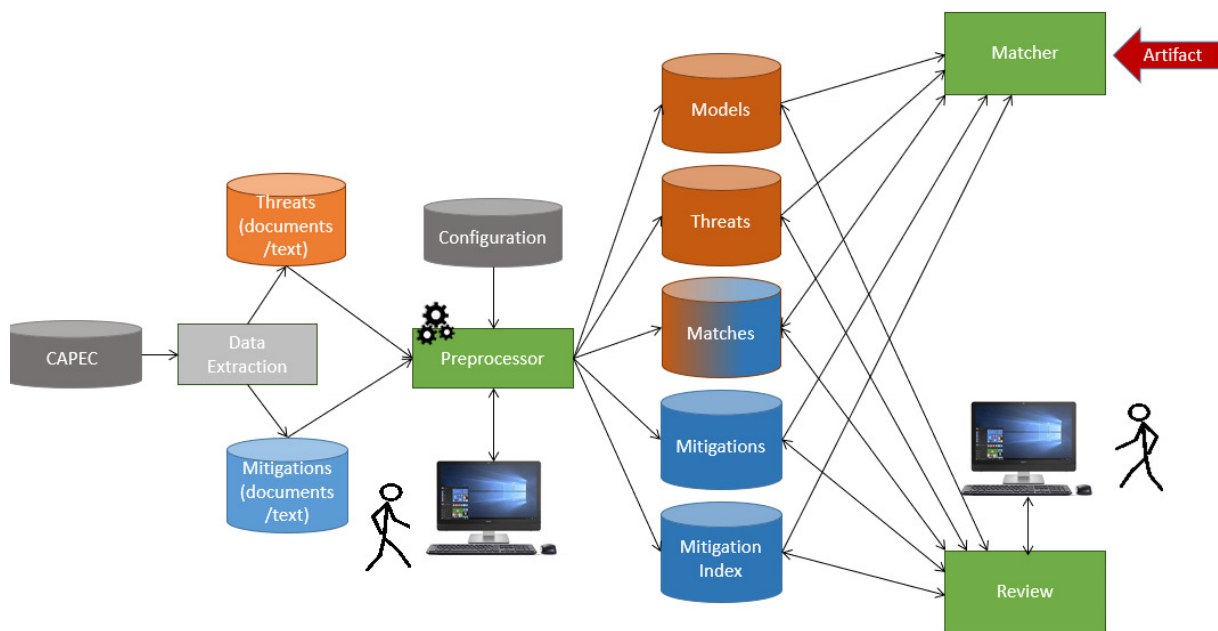 CAPEC
Data
Extraction
Threats
(documents
/text)
Mitigations
(documents
/text)
Configuration
Preprocessor
Models
Threats
Matches
Mitigations
Mitigation
Index
Matcher
Artifact
Review